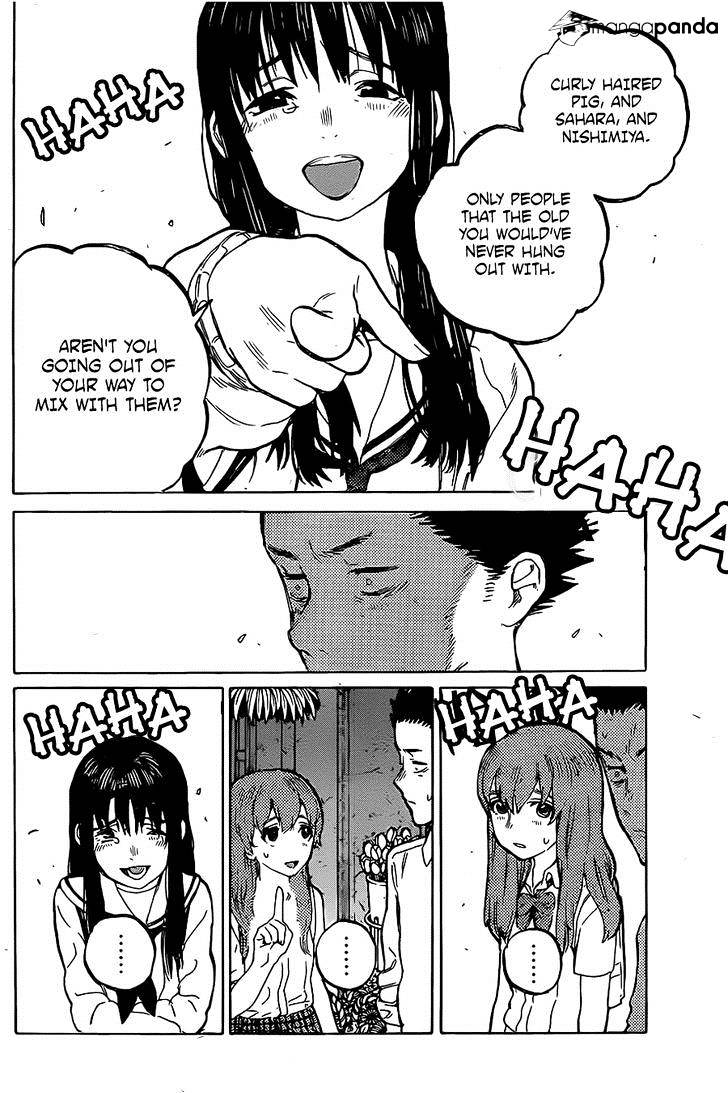 mangapanda
HAHA
CURLY HAIRED
PIG, AND
SAHARA, AND
NISHIMIYA.
ONLY PEOPLE
THAT THE OLD
YOU WOULD'VE
NEVER HUNG
OUT WITH.
AREN'T YOU
GOING OUT OF
YOUR WAY TO
MIX WITH THEM?
HAHA
HAHA
HAHA
......
......
......